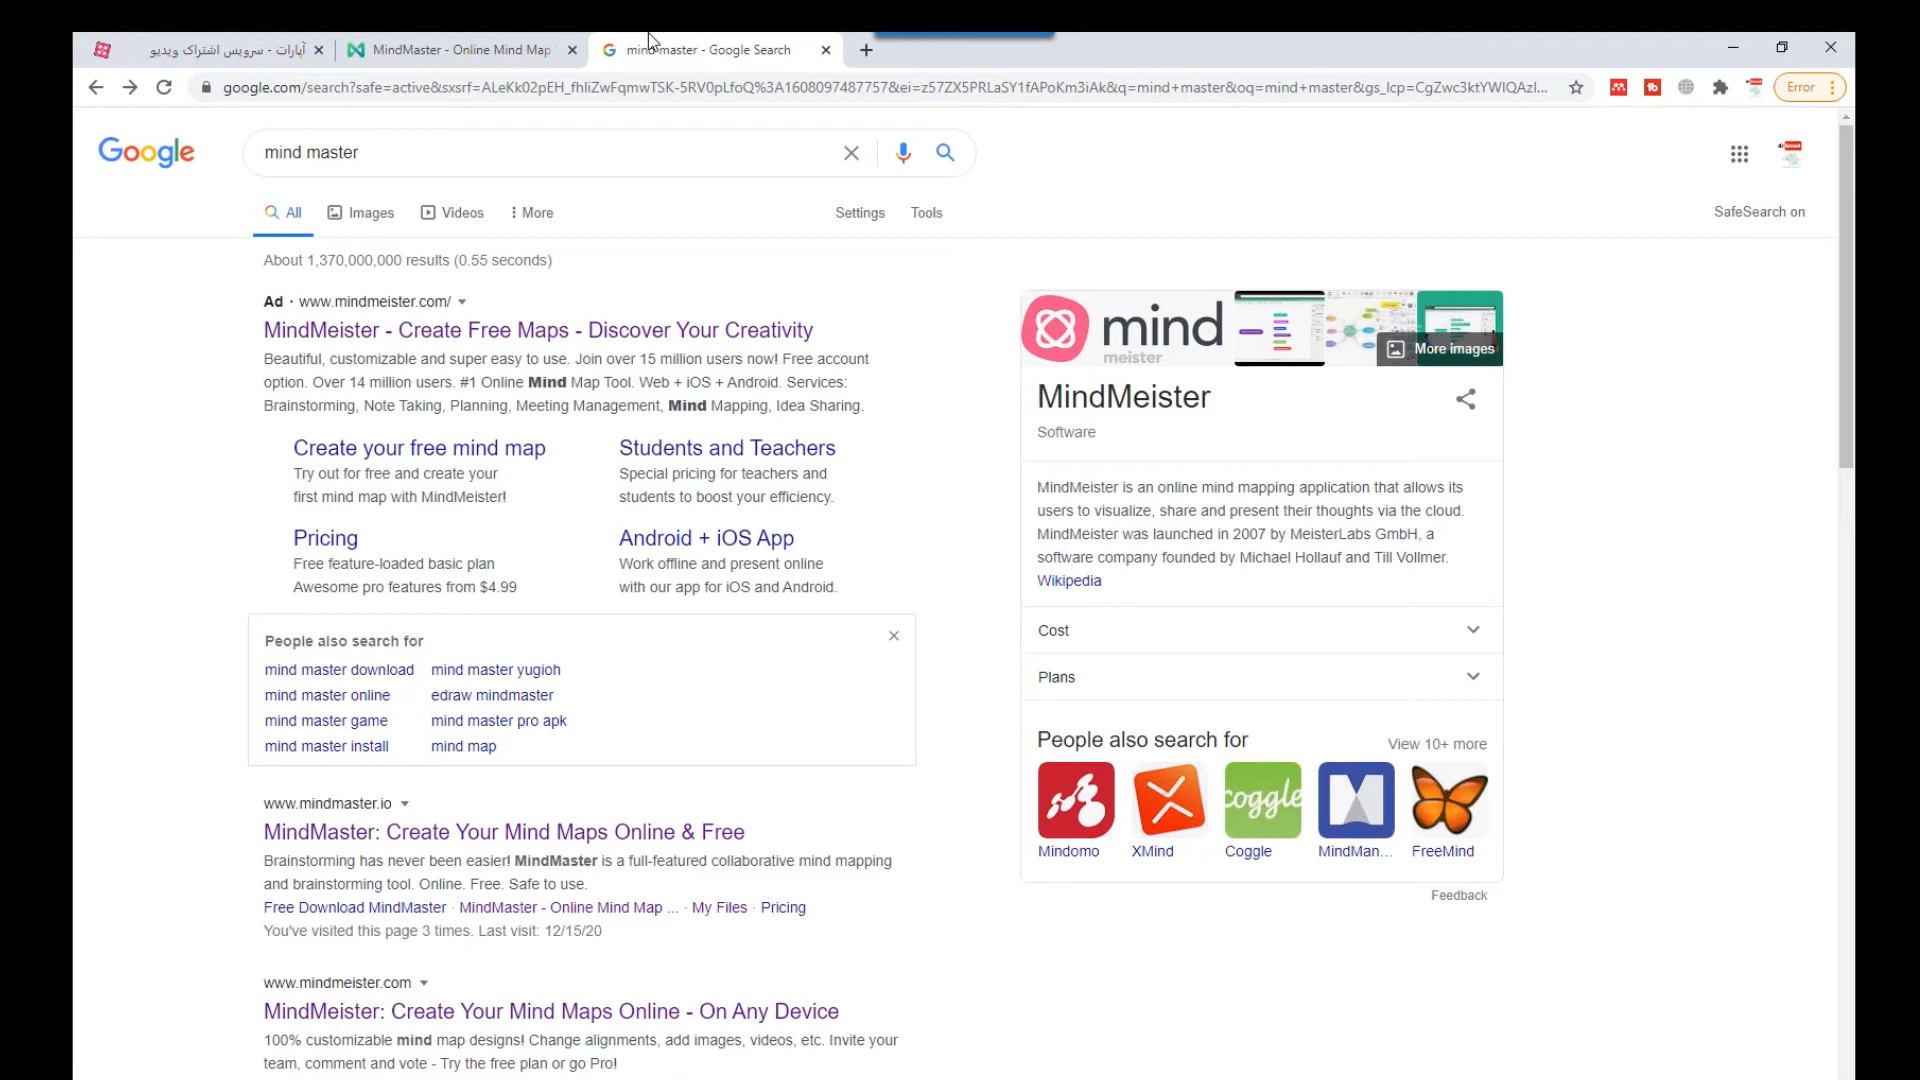 آپارات - سرویس اشتراک ویدیو
MindMaster - Online Mind Map
mind master - Google Search
google.com/search?safe=active&sxsrf=ALeKk02pEH_fhIiZwFqmwTSK-5RV0pLfoQ%3A1608097487757&ei=z57ZX5PRLaSY1fAPoKm3iAk&q=mind+master&oq=mind+master&gs_lcp=CgZwc3ktYWIQAzI...
Error
Google
mind master
All
Images
Videos
More
Settings
Tools
SafeSearch on
About 1,370,000,000 results (0.55 seconds)
Ad · www.mindmeister.com/
MindMeister - Create Free Maps - Discover Your Creativity
Beautiful, customizable and super easy to use. Join over 15 million users now! Free account
option. Over 14 million users. #1 Online Mind Map Tool. Web + iOS + Android. Services:
Brainstorming, Note Taking, Planning, Meeting Management, Mind Mapping, Idea Sharing.
Create your free mind map
Try out for free and create your
first mind map with MindMeister!
Students and Teachers
Special pricing for teachers and
students to boost your efficiency.
Pricing
Free feature-loaded basic plan
Awesome pro features from $4.99
Android + iOS App
Work offline and present online
with our app for iOS and Android.
People also search for
mind master download
mind master yugioh
mind master online
edraw mindmaster
mind master game
mind master pro apk
mind master install
mind map
www.mindmaster.io
MindMaster: Create Your Mind Maps Online & Free
Brainstorming has never been easier! MindMaster is a full-featured collaborative mind mapping
and brainstorming tool. Online. Free. Safe to use.
Free Download MindMaster · MindMaster - Online Mind Map ... · My Files · Pricing
You've visited this page 3 times. Last visit: 12/15/20
www.mindmeister.com
MindMeister: Create Your Mind Maps Online - On Any Device
100% customizable mind map designs! Change alignments, add images, videos, etc. Invite your
team, comment and vote - Try the free plan or go Pro!
mind
meister
More images
MindMeister
Software
MindMeister is an online mind mapping application that allows its
users to visualize, share and present their thoughts via the cloud.
MindMeister was launched in 2007 by MeisterLabs GmbH, a
software company founded by Michael Hollauf and Till Vollmer.
Wikipedia
Cost
Plans
People also search for
View 10+ more
coggle
Mindomo
XMind
Coggle
MindMan...
FreeMind
Feedback